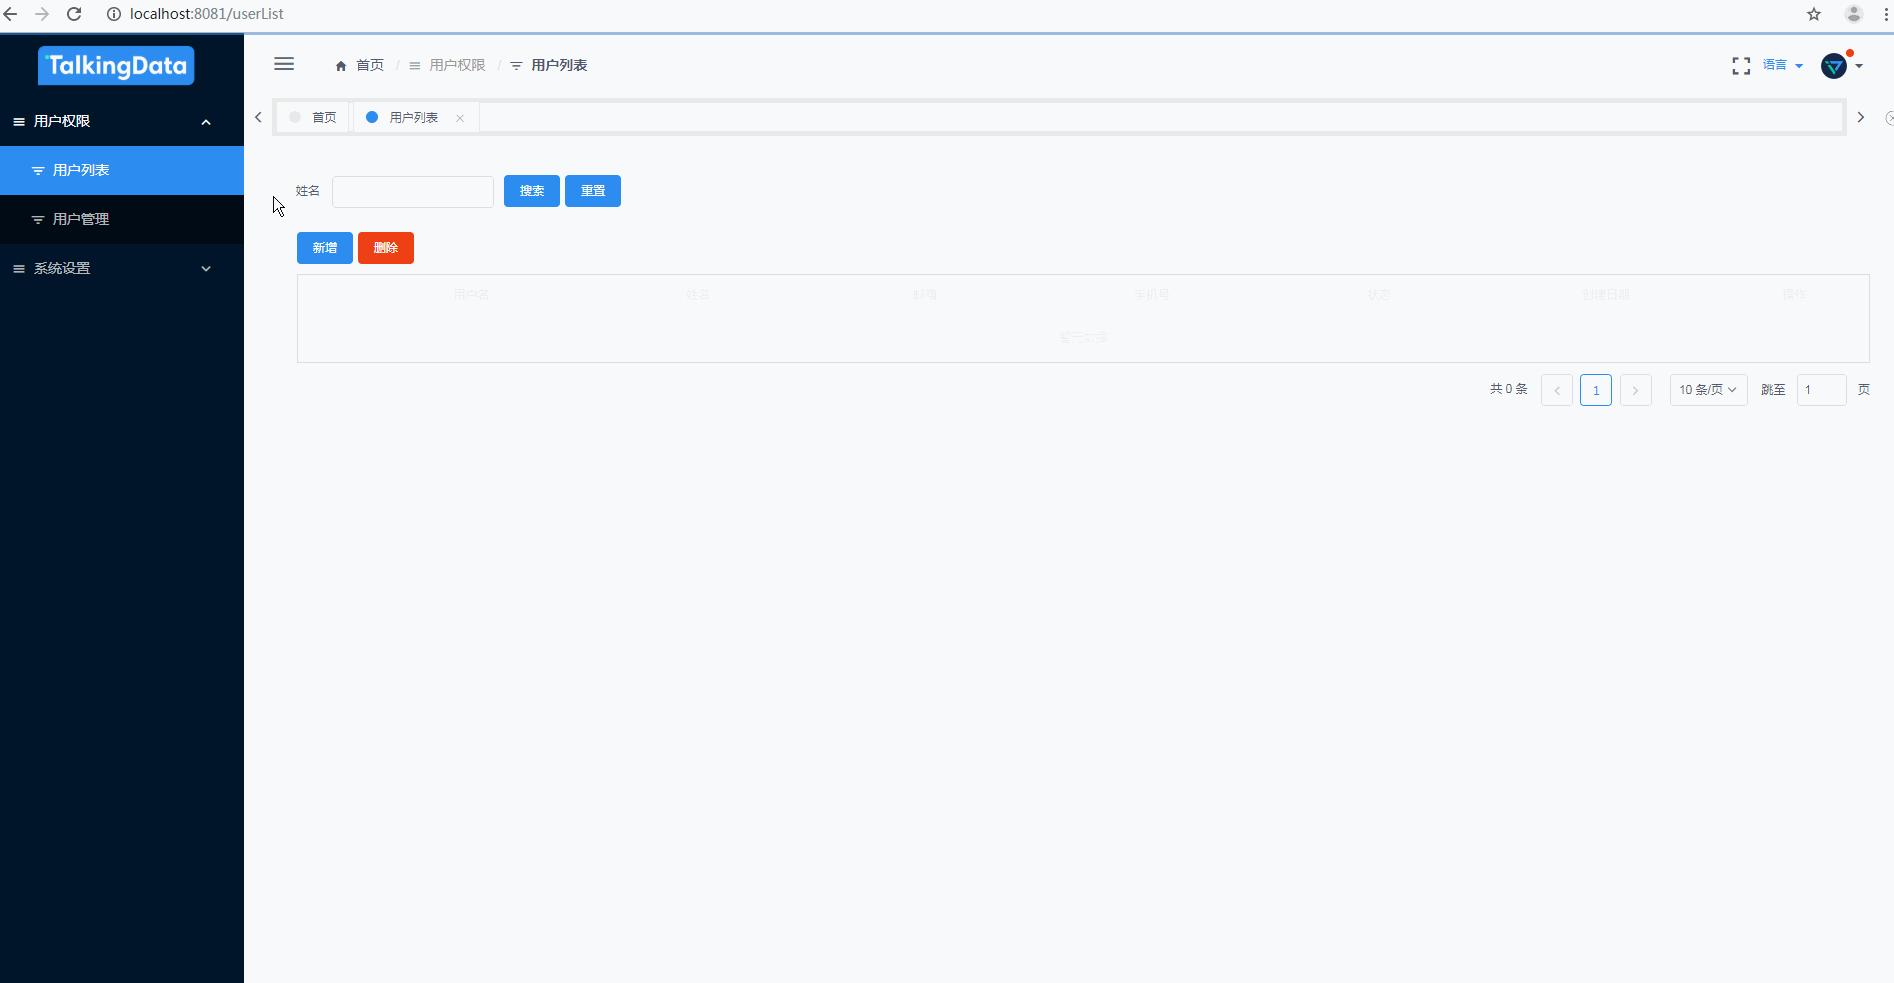 localhost:8081/userList
TalkingData
首页 / 用户权限 / 用户列表
语言
用户权限
首页 用户列表
用户列表
姓名 搜索 重置
用户管理
新增 删除
系统设置
用户名 姓名 邮箱 手机号 状态 创建日期 操作
暂无数据
共 0 条 1 10 条/页 跳至 1 页